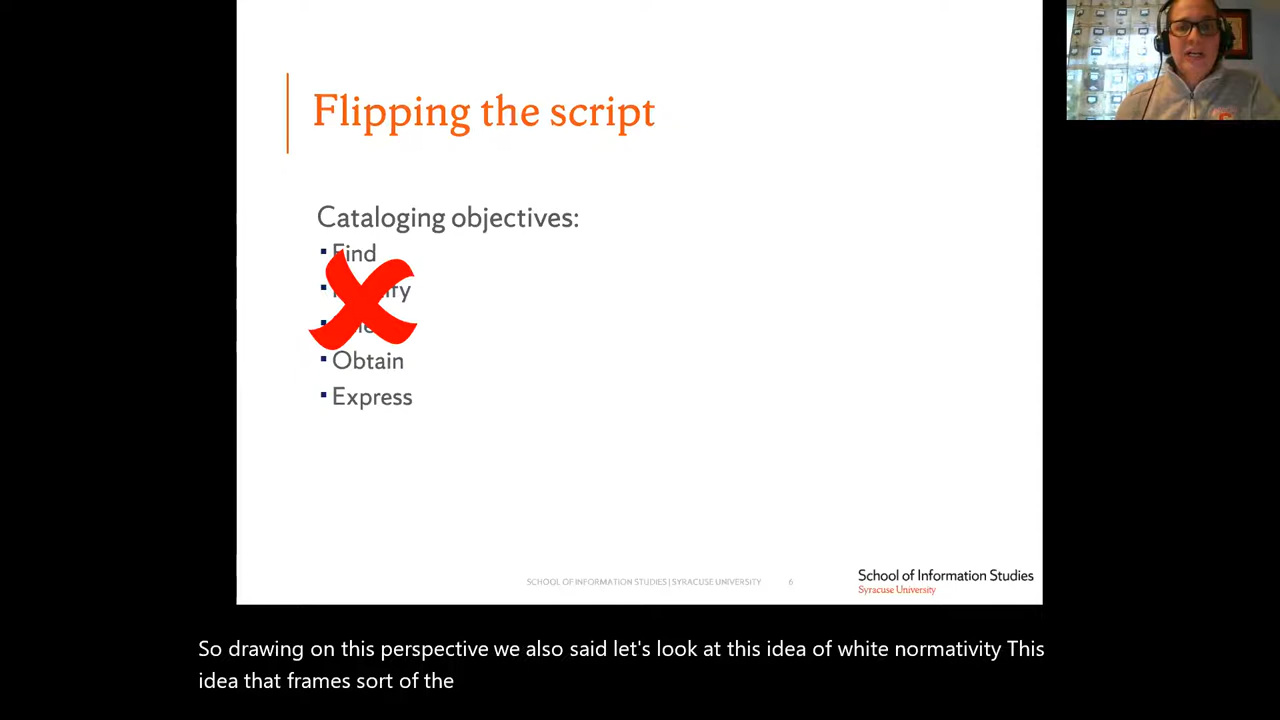 Flipping the script
Cataloging objectives:
Find
Obtain
Express
SCHOOL OF INFORMATION STUDIES | SYRACUSE UNIVERSITY 6
School of Information Studies
Syracuse University
So drawing on this perspective we also said let's look at this idea of white normativity This
idea that frames sort of the